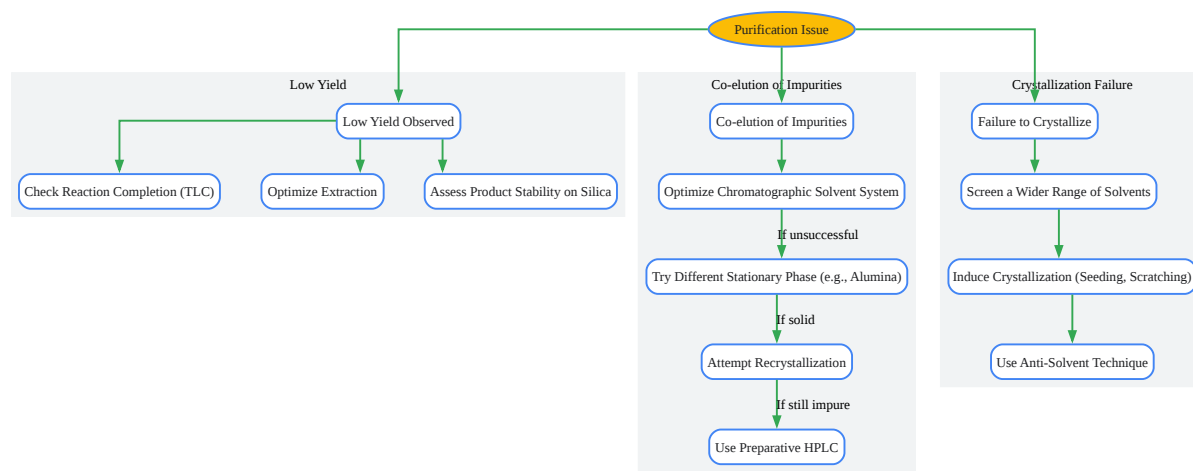 Purification Issue
Low Yield
Low Yield Observed
Check Reaction Completion (TLC)
Optimize Extraction
Assess Product Stability on Silica
Co-elution of Impurities
Co-elution of Impurities
Optimize Chromatographic Solvent System
If unsuccessful
Try Different Stationary Phase (e.g., Alumina)
If solid
Attempt Recrystallization
If still impure
Use Preparative HPLC
Crystallization Failure
Failure to Crystallize
Screen a Wider Range of Solvents
Induce Crystallization (Seeding, Scratching)
Use Anti-Solvent Technique